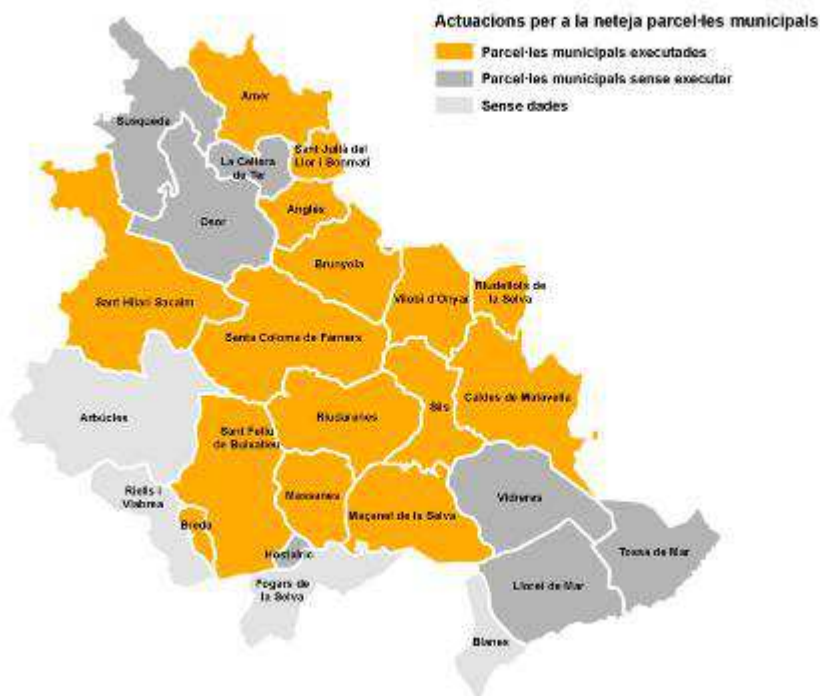 Actuacions per a la neteja parcel·les municipals
Parcel·les municipals executades
Parcel·les municipals sense executar
Sense dades
Amer
Susqueda
Sant Julià del
Llor i Bonmatí
La Cellera
de Ter
Anglès
Osor
Brunyola
Vilobí d'Onyar
Riudellots de
la Selva
Sant Hilari Sacalm
Santa Coloma de Farners
Caldes de Malavella
Sils
Arbúcies
Riudarenes
Sant Feliu
de Buixalleu
Riells i
Viabrea
Massanes
Vidreres
Maçanet de la Selva
Breda
Hostalric
Tossa de Mar
Fogars de
la Selva
Lloret de Mar
Blanes